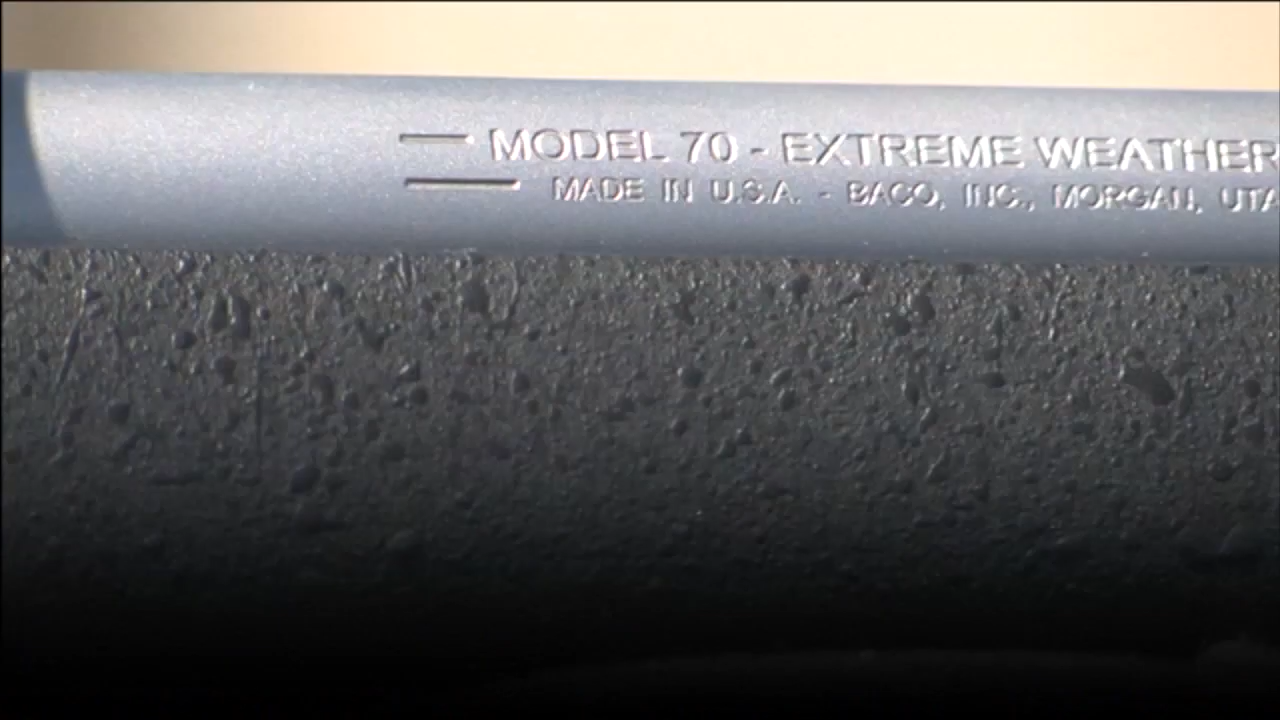 MODEL 70 - EXTREME WEATHER
MADE IN U.S.A. - BACO, INC., MORGAN, UTA